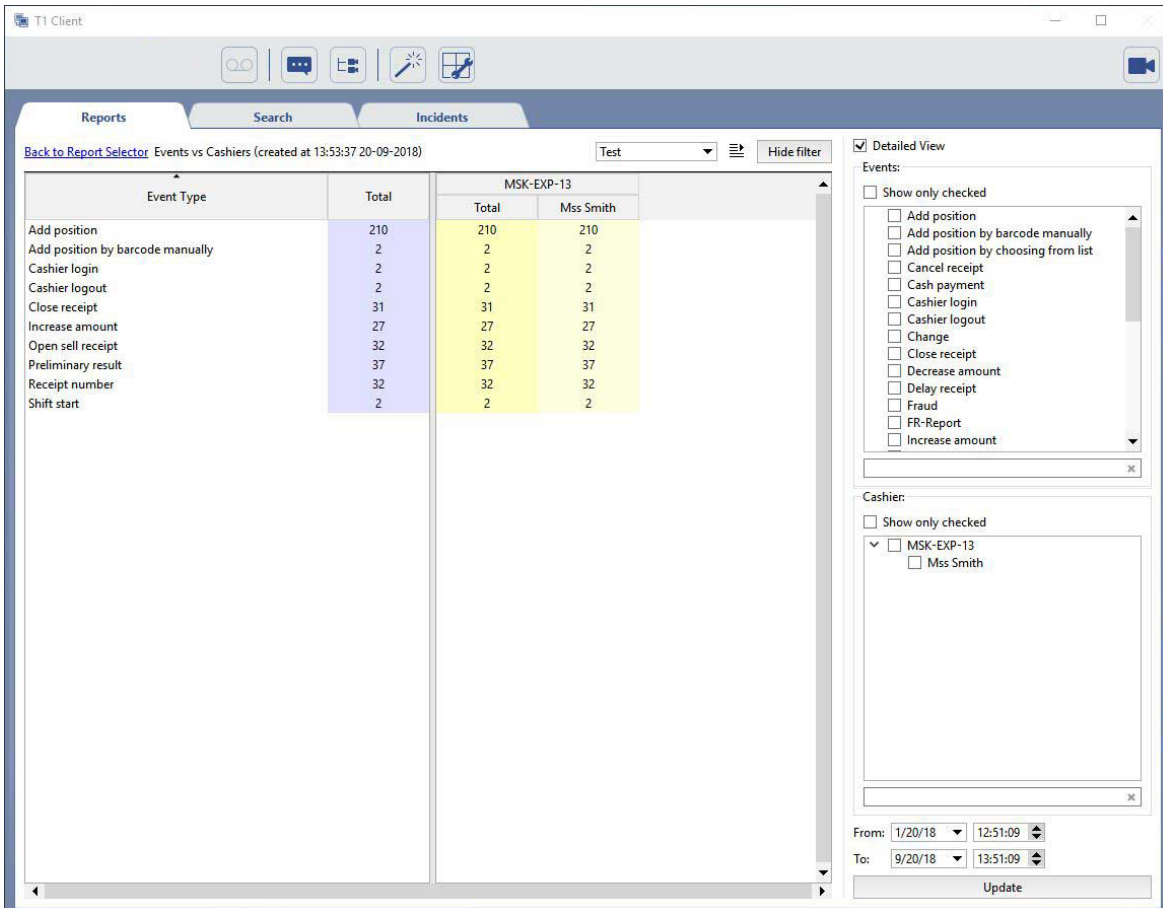 T1 Client
Reports Search Incidents
Back to Report Selector Events vs Cashiers (created at 13:53:37 20-09-2018) Test Hide filter
Event Type Total MSK-EXP-13
Total Mss Smith
Add position 210 210 210
Add position by barcode manually 2 2 2
Cashier login 2 2 2
Cashier logout 2 2 2
Close receipt 31 31 31
Increase amount 27 27 27
Open sell receipt 32 32 32
Preliminary result 37 37 37
Receipt number 32 32 32
Shift start 2 2 2
Detailed View
Events:
Show only checked
Add position
Add position by barcode manually
Add position by choosing from list
Cancel receipt
Cash payment
Cashier login
Cashier logout
Change
Close receipt
Decrease amount
Delay receipt
Fraud
FR-Report
Increase amount
Cashier:
Show only checked
MSK-EXP-13
Mss Smith
From: 1/20/18 12:51:09
To: 9/20/18 13:51:09
Update